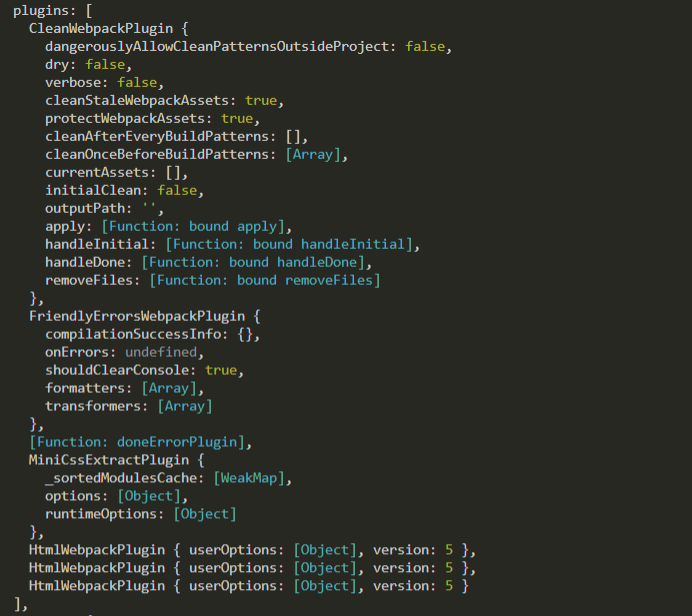 plugins: [
  CleanWebpackPlugin {
    dangerouslyAllowCleanPatternsOutsideProject: false,
    dry: false,
    verbose: false,
    cleanStaleWebpackAssets: true,
    protectWebpackAssets: true,
    cleanAfterEveryBuildPatterns: [],
    cleanOnceBeforeBuildPatterns: [Array],
    currentAssets: [],
    initialClean: false,
    outputPath: '',
    apply: [Function: bound apply],
    handleInitial: [Function: bound handleInitial],
    handleDone: [Function: bound handleDone],
    removeFiles: [Function: bound removeFiles]
  },
  FriendlyErrorsWebpackPlugin {
    compilationSuccessInfo: {},
    onErrors: undefined,
    shouldClearConsole: true,
    formatters: [Array],
    transformers: [Array]
  },
  [Function: doneErrorPlugin],
  MiniCssExtractPlugin {
    _sortedModulesCache: [WeakMap],
    options: [Object],
    runtimeOptions: [Object]
  },
  HtmlWebpackPlugin { userOptions: [Object], version: 5 },
  HtmlWebpackPlugin { userOptions: [Object], version: 5 },
  HtmlWebpackPlugin { userOptions: [Object], version: 5 }
],